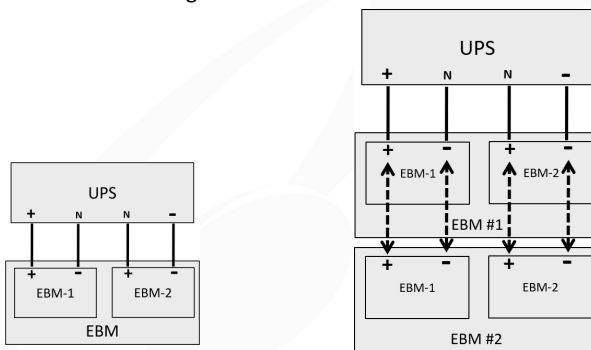 UPS
+ N N -
+ - + -
EBM-1 EBM-2
EBM
UPS
+ N N -
+ - + -
EBM-1 EBM-2
EBM #1
+ - + -
EBM-1 EBM-2
EBM #2